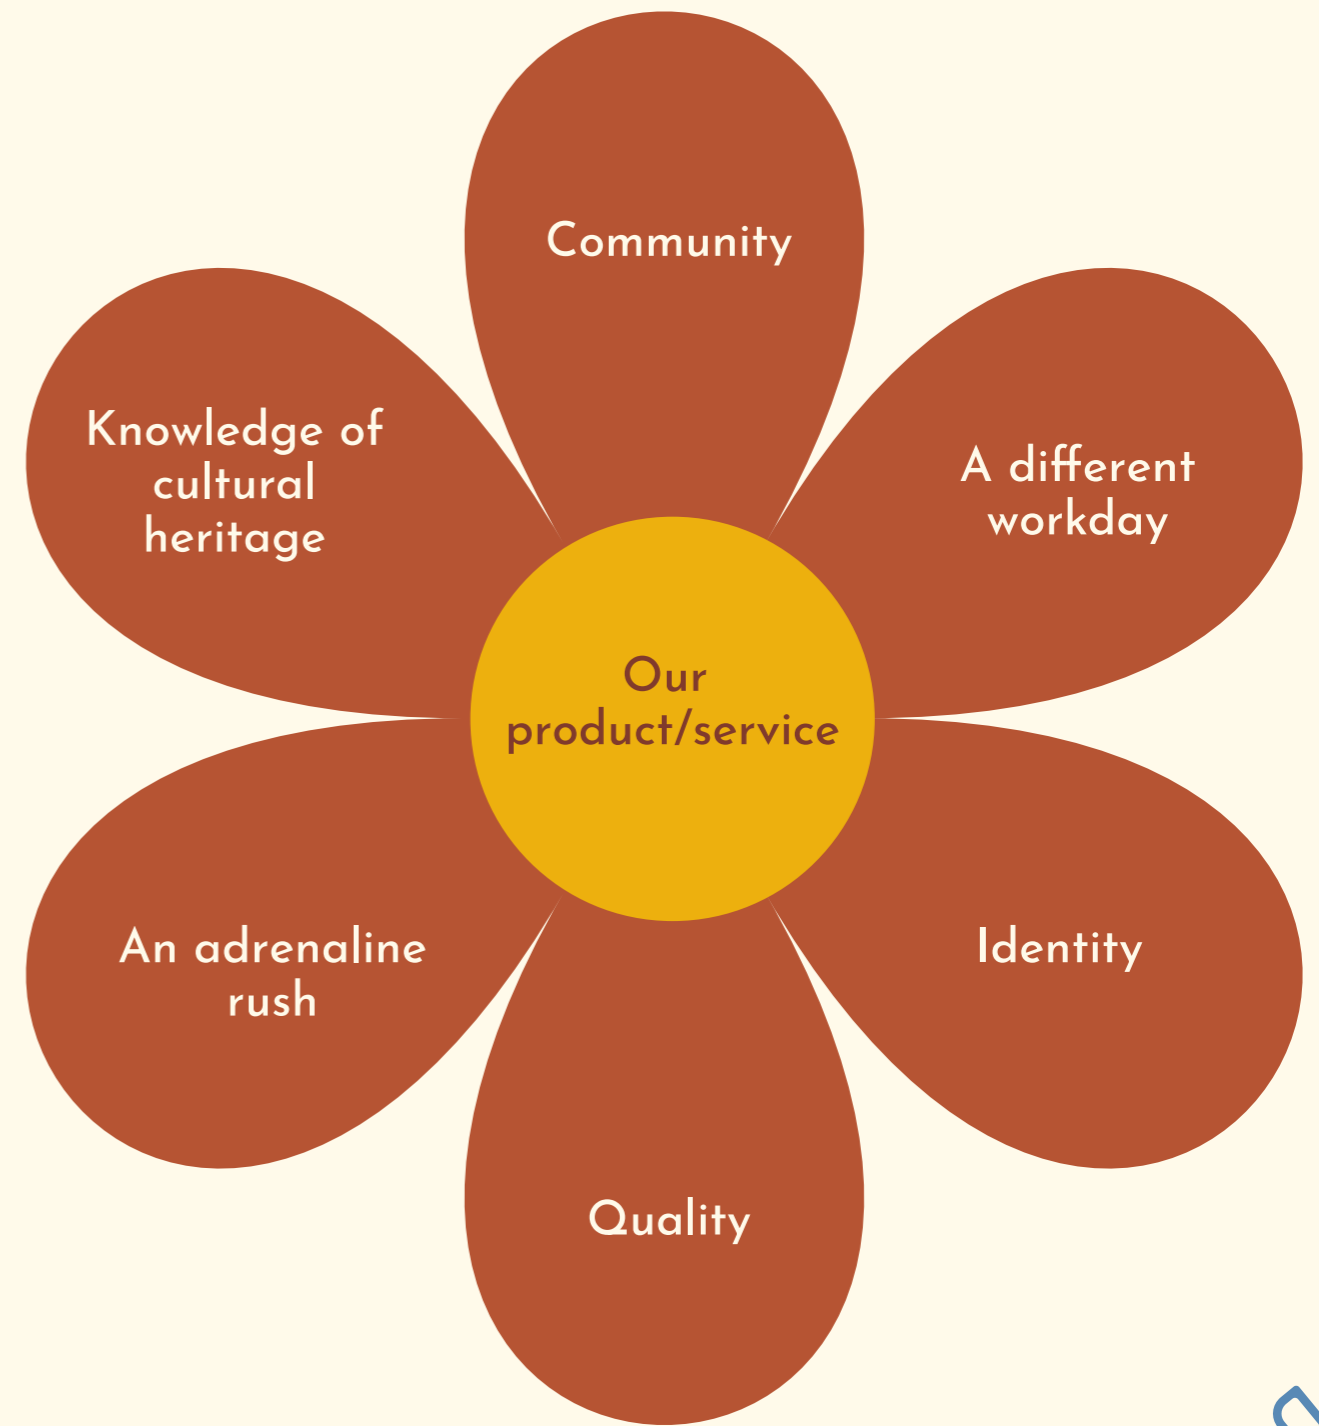 Community
A different
workday
Identity
Quality
An adrenaline
rush
Knowledge of
cultural
heritage
Our
product/service